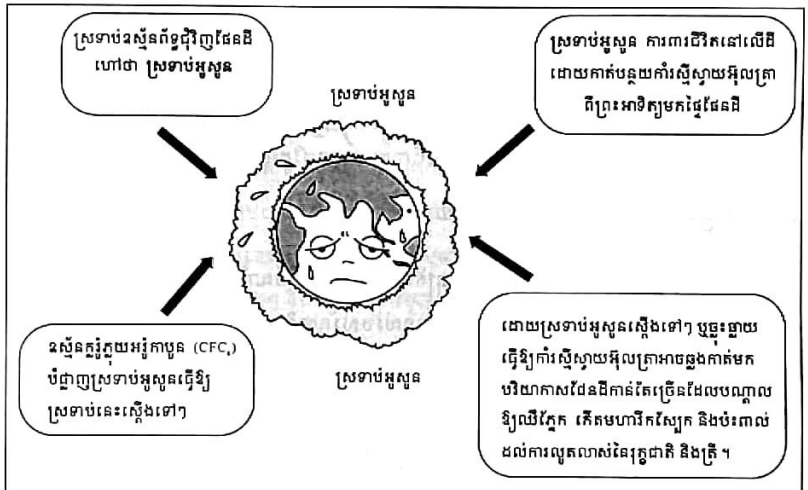 ស្រទាប់ឧស្ម័នព័ទ្ធជុំវិញផែនដី
ហៅថា ស្រទាប់អូសូន
ស្រទាប់អូសូន ការពារជីវិតនៅលើដី
ដោយកាត់បន្ថយកាំរស្មីស្វាយអ៊ុលត្រា
ពីព្រះអាទិត្យមកផ្ទៃផែនដី
ស្រទាប់អូសូន
ឧស្ម័នក្លរ៉ូភ្លុយអរ៉ូកាបូន (CFC,)
បំផ្លាញស្រទាប់អូសូនធ្វើឱ្យ
ស្រទាប់នេះស្តើងទៅៗ
ស្រទាប់អូសូន
ដោយស្រទាប់អូសូនស្តើងទៅៗ ឬធ្លុះធ្លាយ
ធ្វើឱ្យកាំរស្មីស្វាយអ៊ុលត្រាអាចឆ្លងកាត់មក
បរិយាកាសផែនដីកាន់តែច្រើនដែលបណ្តាល
ឱ្យឈឺភ្នែក កើតមហារីកស្បែក និងប៉ះពាល់
ដល់ការលូតលាស់នៃរុក្ខជាតិ និងត្រី ។